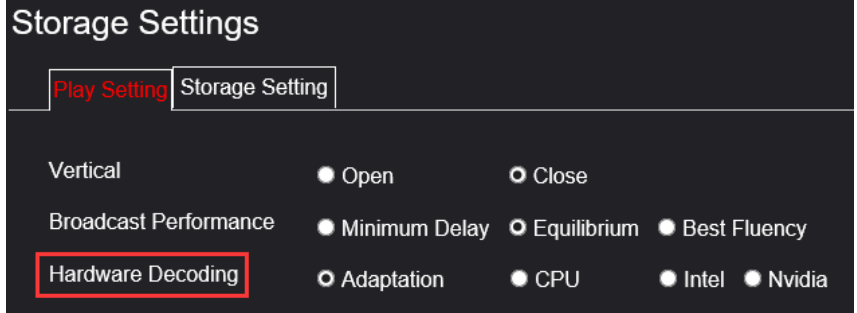 Storage Settings
Play Setting Storage Setting
Vertical Open Close
Broadcast Performance Minimum Delay Equilibrium Best Fluency
Hardware Decoding Adaptation CPU Intel Nvidia